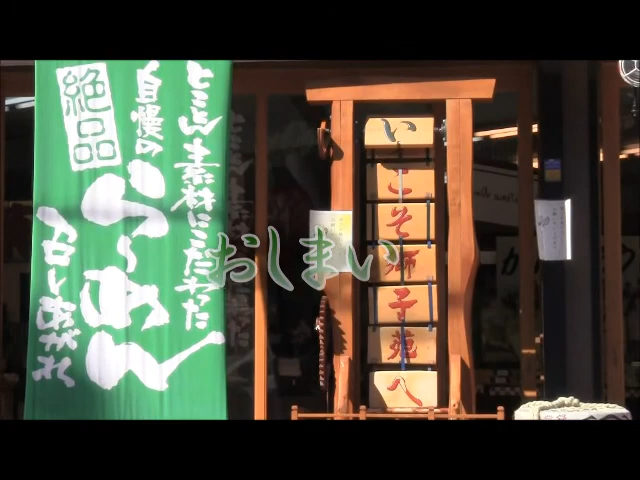 とことん素材にこだわった
絶品
自慢の
らーめん
召しあがれ
おしまい
い
こ
そ
獅
子
苑
へ